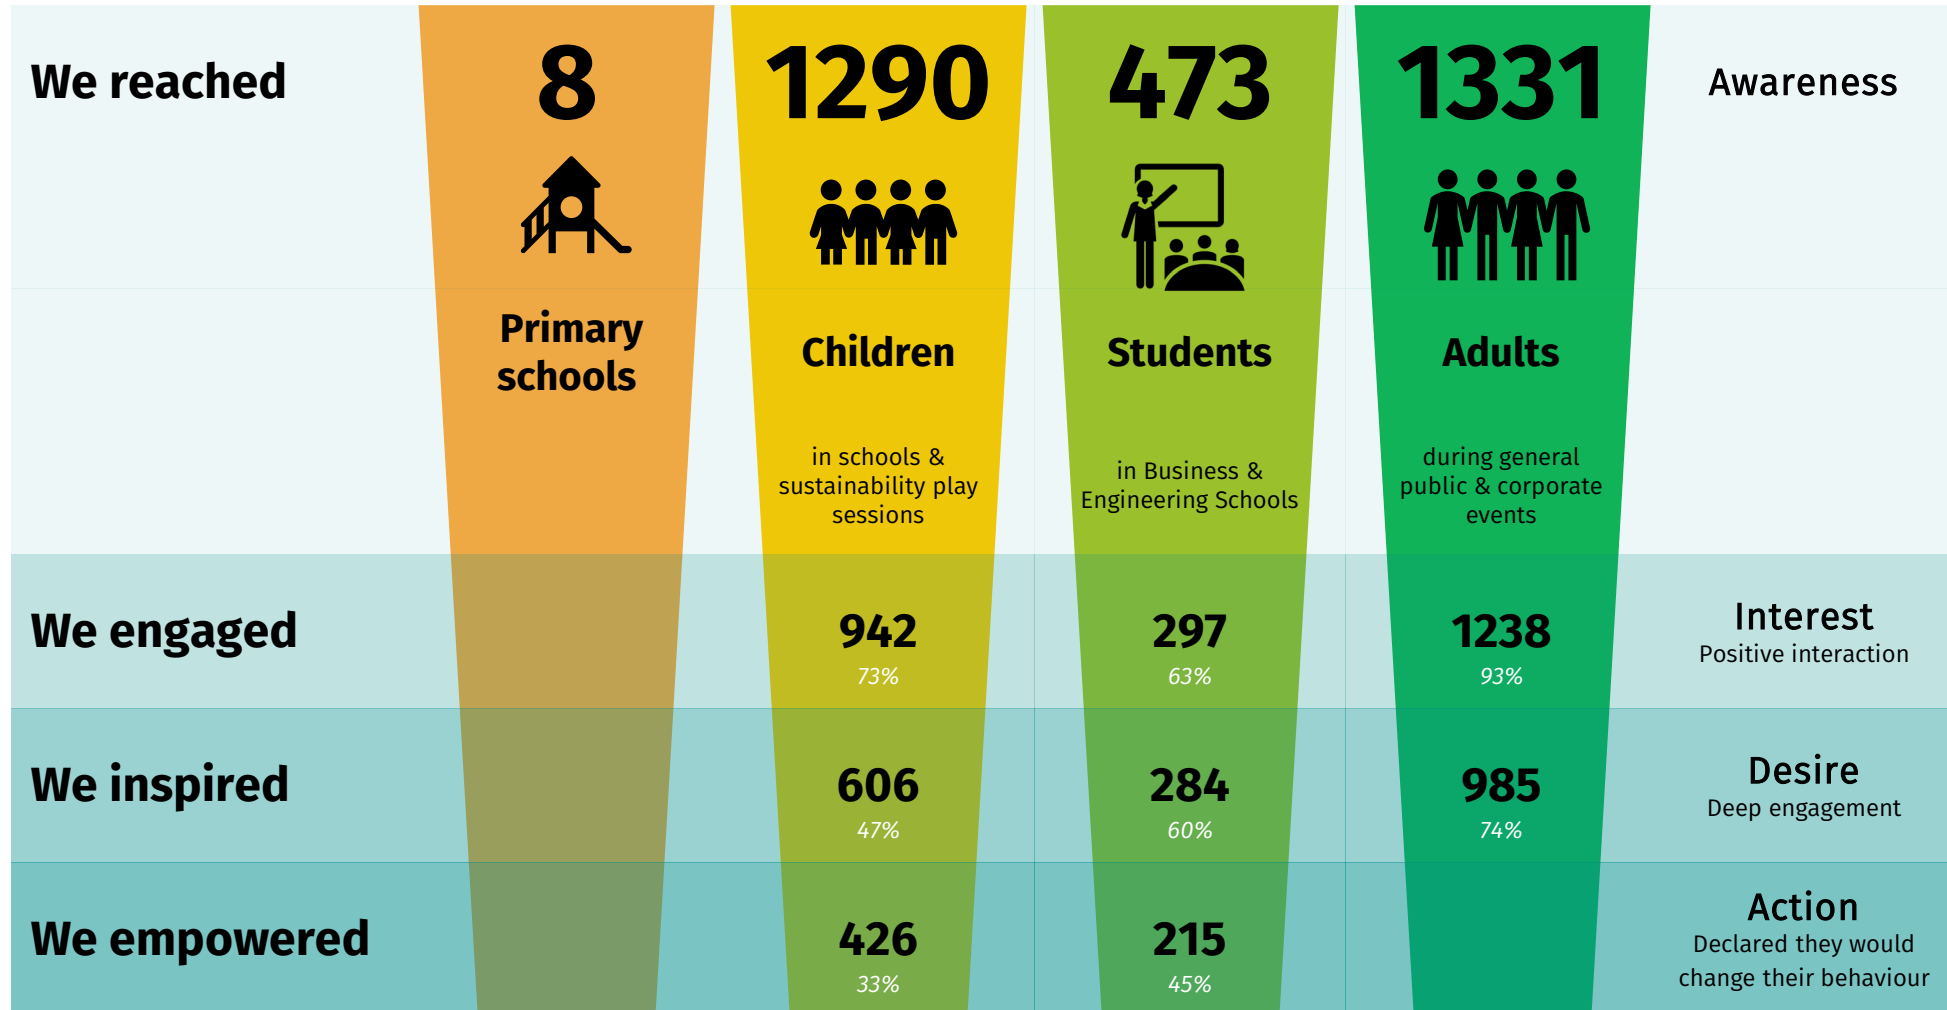 We reached
8
1290
473
1331
Awareness
Primary
schools
Children
Students
Adults
in schools &
sustainability play
sessions
in Business &
Engineering Schools
during general
public & corporate
events
We engaged
942
73%
297
63%
1238
93%
Interest
Positive interaction
We inspired
606
47%
284
60%
985
74%
Desire
Deep engagement
We empowered
426
33%
215
45%
Action
Declared they would
change their behaviour